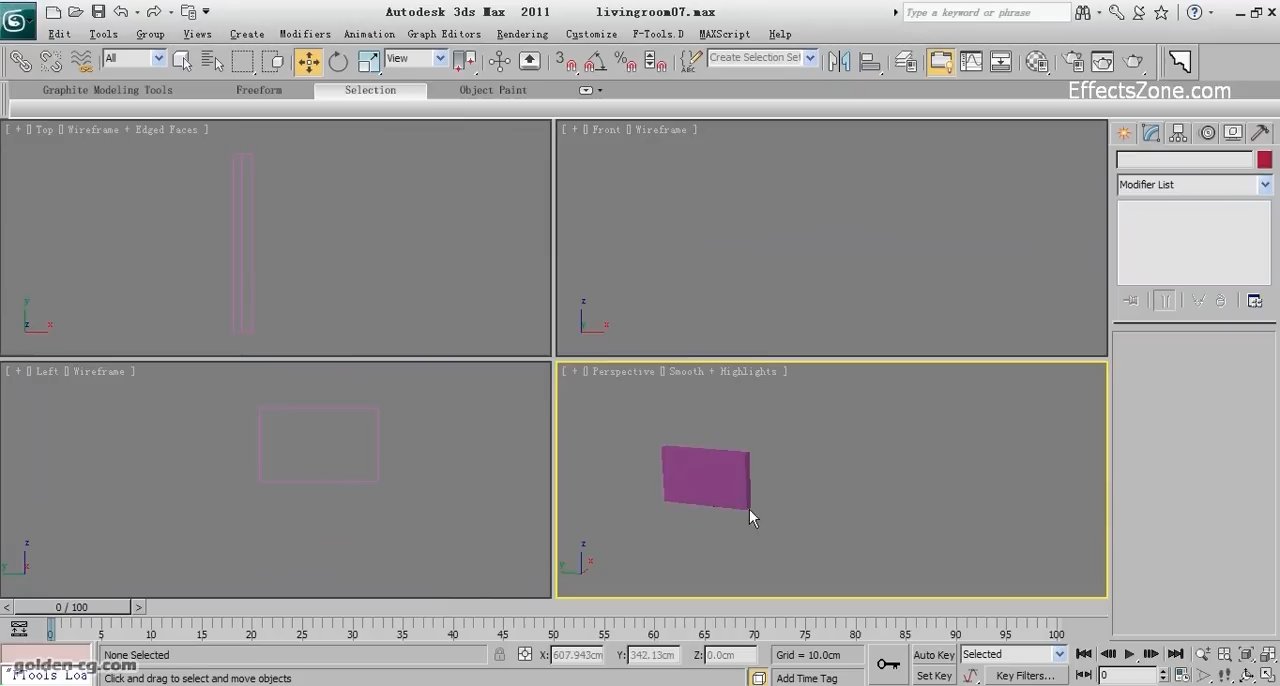 Autodesk 3ds Max 2011 livingroom07.max
Type a keyword or phrase
Edit Tools Group Views Create Modifiers Animation Graph Editors Rendering Customize F-Tools.D MAXScript Help
All View 3 Create Selection Set
Graphite Modeling Tools Freeform Selection Object Paint
EffectsZone.com
[ + [] Top [] Wireframe + Edged Faces ]
[ + [] Front [] Wireframe ]
Modifier List
y
z x
z
x
[ + [] Left [] Wireframe ]
[ + [] Perspective [] Smooth + Highlights ]
z
y
z
x
y
< 0 / 100 >
0 5 10 15 20 25 30 35 40 45 50 55 60 65 70 75 80 85 90 95 100
None Selected X: 607.943cm Y: 342.13cm Z: 0.0cm Grid = 10.0cm Auto Key Selected
golden-cg.com
Click and drag to select and move objects Add Time Tag Set Key Key Filters... 0